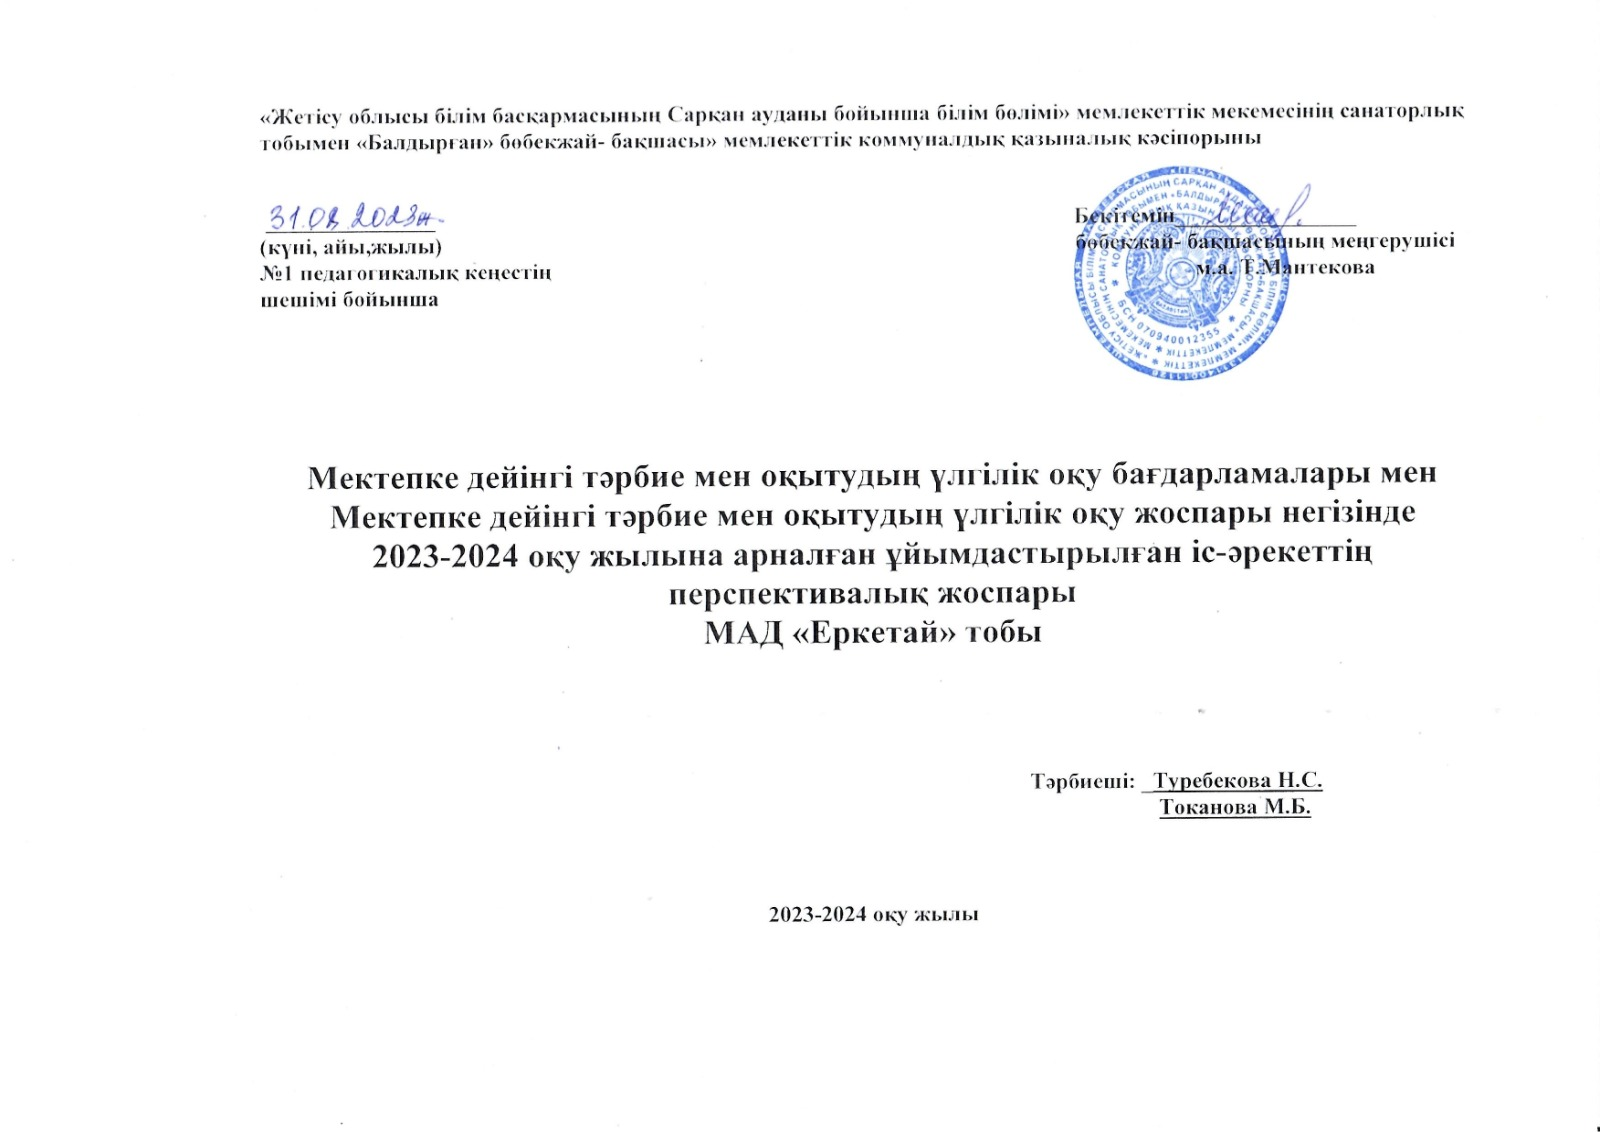 «Жетісу облысы білім басқармасының Сарқан ауданы бойынша білім бөлімі» мемлекеттік мекемесінің санаторлық
тобымен «Балдырған» бөбекжай- бақшасы» мемлекеттік коммуналдық қазыналық кәсіпорыны
31.08.2023ж.
(күні, айы,жылы)
№1 педагогикалық кеңестің
шешімі бойынша
Бекітемін
бөбекжай- бақшасының меңгерушісі
м.а. Т.Мантекова
БСН 070940012355
Мектепке дейінгі тәрбие мен оқытудың үлгілік оқу бағдарламалары мен
Мектепке дейінгі тәрбие мен оқытудың үлгілік оқу жоспары негізінде
2023-2024 оқу жылына арналған ұйымдастырылған іс-әрекеттің
перспективалық жоспары
МАД «Еркетай» тобы
Тәрбиеші: Туребекова Н.С.
Токанова М.Б.
2023-2024 оқу жылы